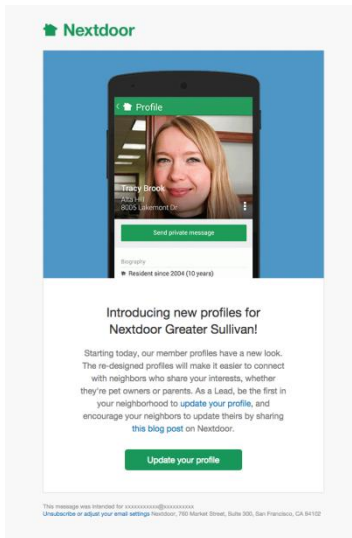 Nextdoor
Profile
Tracy Brook
Alta Hill
8005 Lakemont Dr
Send private message
Biography
Resident since 2004 (10 years)
Introducing new profiles for
Nextdoor Greater Sullivan!
Starting today, our member profiles have a new look.
The re-designed profiles will make it easier to connect
with neighbors who share your interests, whether
they're pet owners or parents. As a Lead, be the first in
your neighborhood to update your profile, and
encourage your neighbors to update theirs by sharing
this blog post on Nextdoor.
Update your profile
This message was intended for xxxxxxxxxxx@xxxxxxxxxx
Unsubscribe or adjust your email settings Nextdoor, 760 Market Street, Suite 300, San Francisco, CA 94102